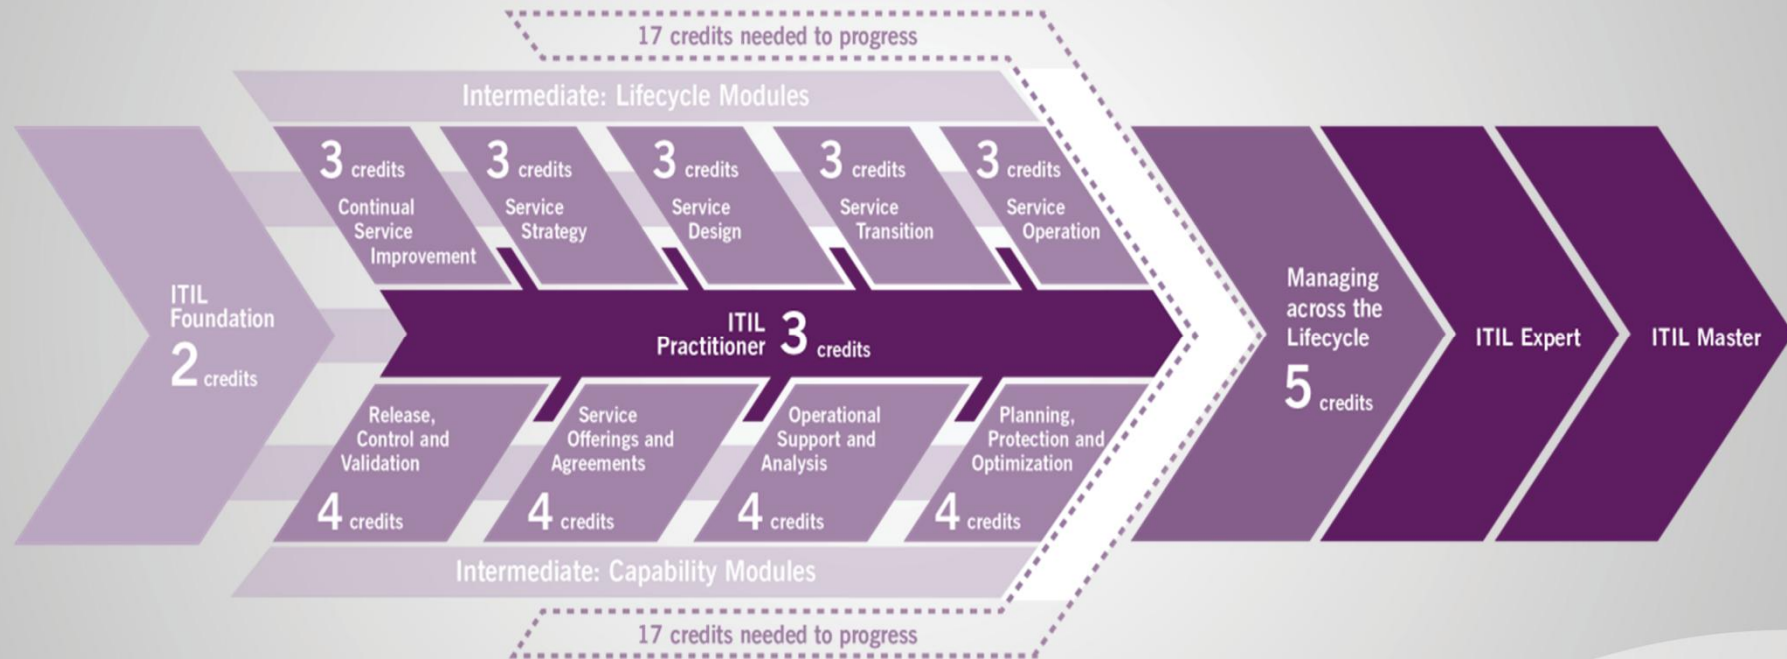 17 credits needed to progress
Intermediate: Lifecycle Modules
3 credits
Continual
Service
Improvement
3 credits
Service
Strategy
3 credits
Service
Design
3 credits
Service
Transition
3 credits
Service
Operation
ITIL
Foundation
2 credits
ITIL
Practitioner 3 credits
Release,
Control and
Validation
4 credits
Service
Offerings and
Agreements
4 credits
Operational
Support and
Analysis
4 credits
Planning,
Protection and
Optimization
4 credits
Intermediate: Capability Modules
17 credits needed to progress
Managing
across the
Lifecycle
5 credits
ITIL Expert
ITIL Master